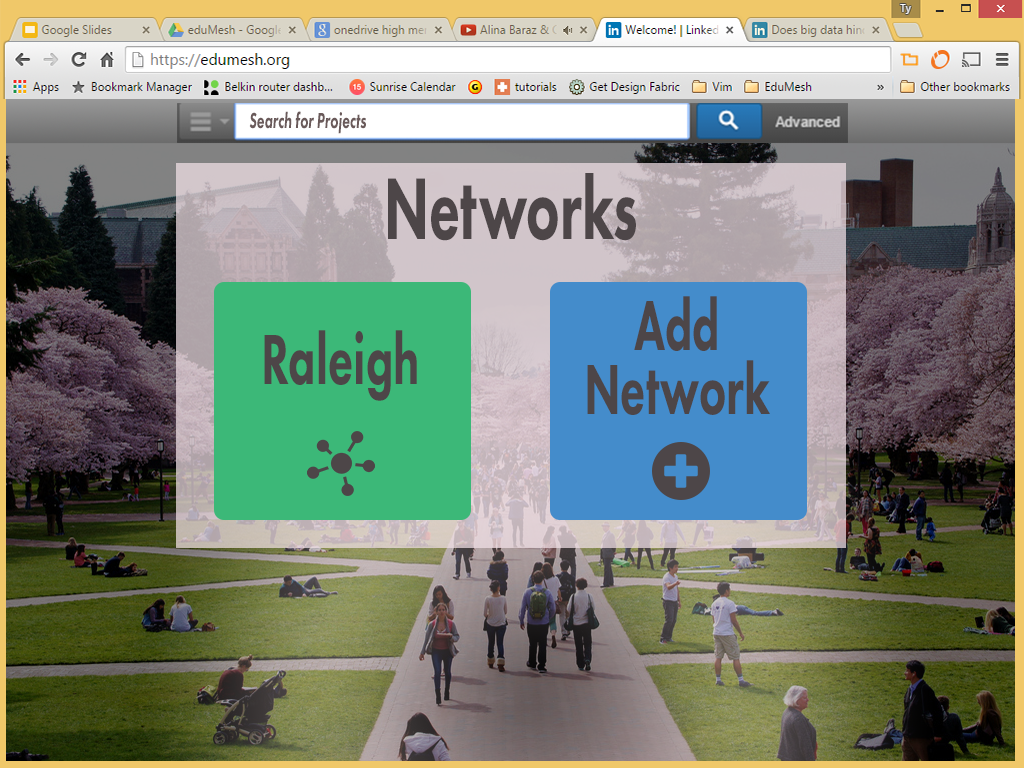 Ty
Google Slides
eduMesh - Google
onedrive high me
Alina Baraz &
Welcome! | Linked
Does big data hin
https://edumesh.org
Apps
Bookmark Manager
Belkin router dashb...
15
Sunrise Calendar
G
tutorials
Get Design Fabric
Vim
EduMesh
»
Other bookmarks
Search for Projects
Advanced
Networks
Raleigh
Add
Network